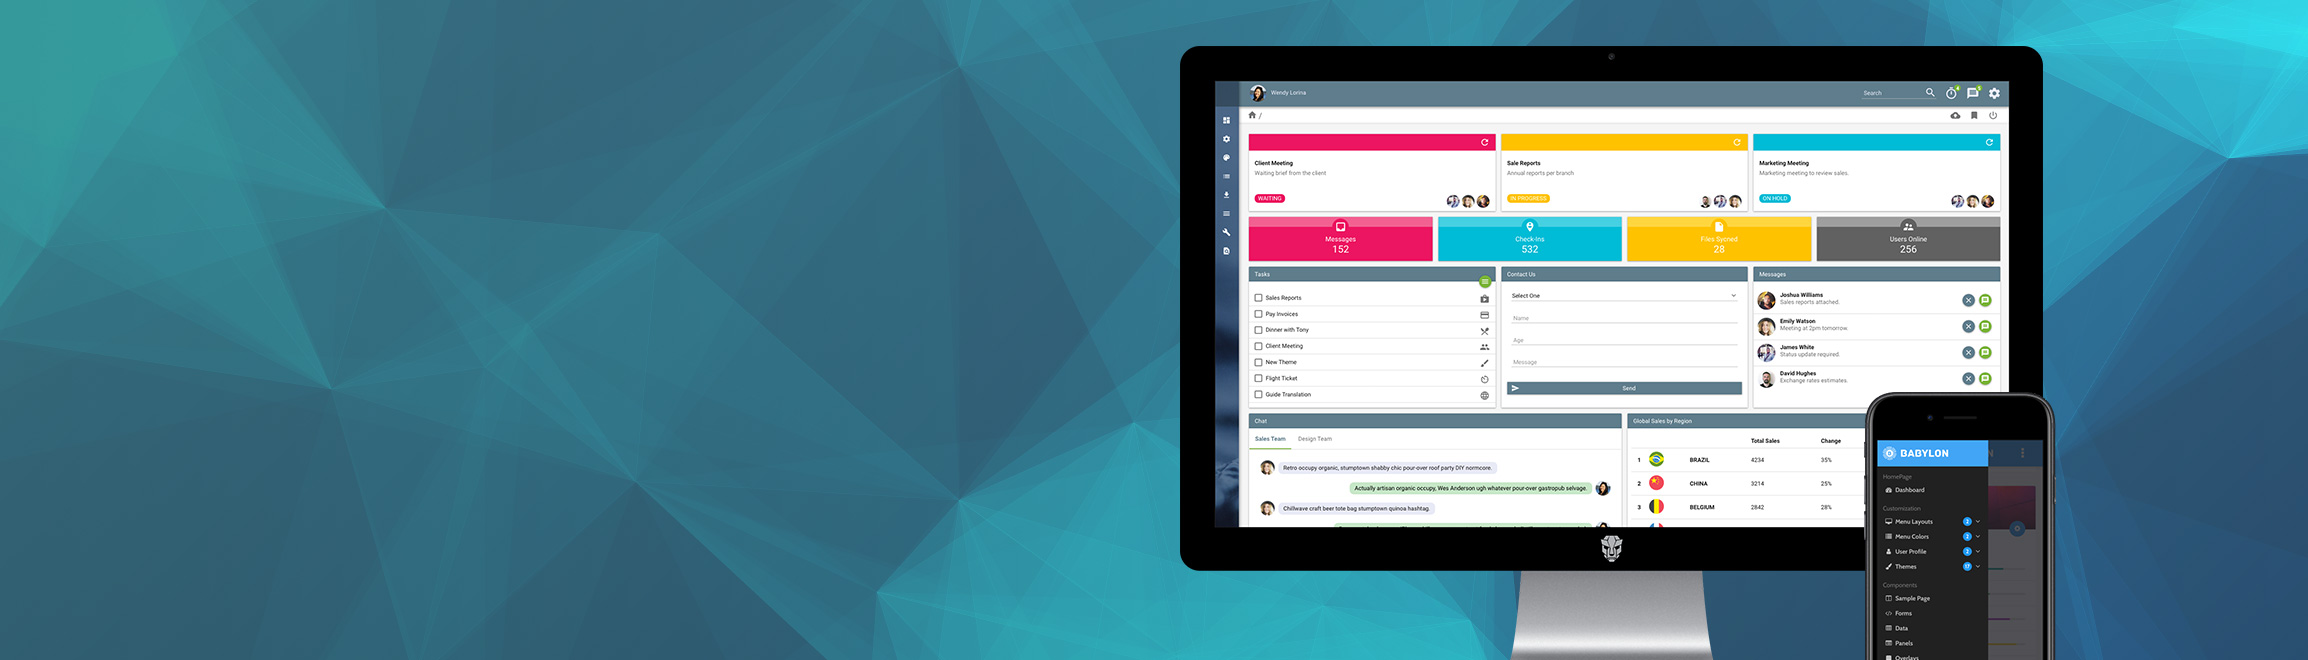 Wendy Lorina
Search
/
Client Meeting
Waiting brief from the client
WAITING
Sale Reports
Annual reports per branch
IN PROGRESS
Marketing Meeting
Marketing meeting to review sales.
ON HOLD
Messages
152
Check-Ins
532
Files Sycned
28
Users Online
256
Tasks
Sales Reports
Pay Invoices
Dinner with Tony
Client Meeting
New Theme
Flight Ticket
Guide Translation
Contact Us
Select One
Name
Age
Message
Send
Messages
Joshua Williams
Sales reports attached.
Emily Watson
Meeting at 2pm tomorrow.
James White
Status update required.
David Hughes
Exchange rates estimates.
Chat
Sales Team Design Team
Retro occupy organic, stumptown shabby chic pour-over roof party DIY normcore.
Actually artisan organic occupy, Wes Anderson ugh whatever pour-over gastropub selvage.
Chillwave craft beer tote bag stumptown quinoa hashtag.
Global Sales by Region
Total Sales Change
1 BRAZIL 4234 35%
2 CHINA 3214 25%
3 BELGIUM 2842 28%
BABYLON
HomePage
Dashboard
Customization
Menu Layouts 2
Menu Colors 2
User Profile 2
Themes 17
Components
Sample Page
Forms
Data
Panels
Overlays